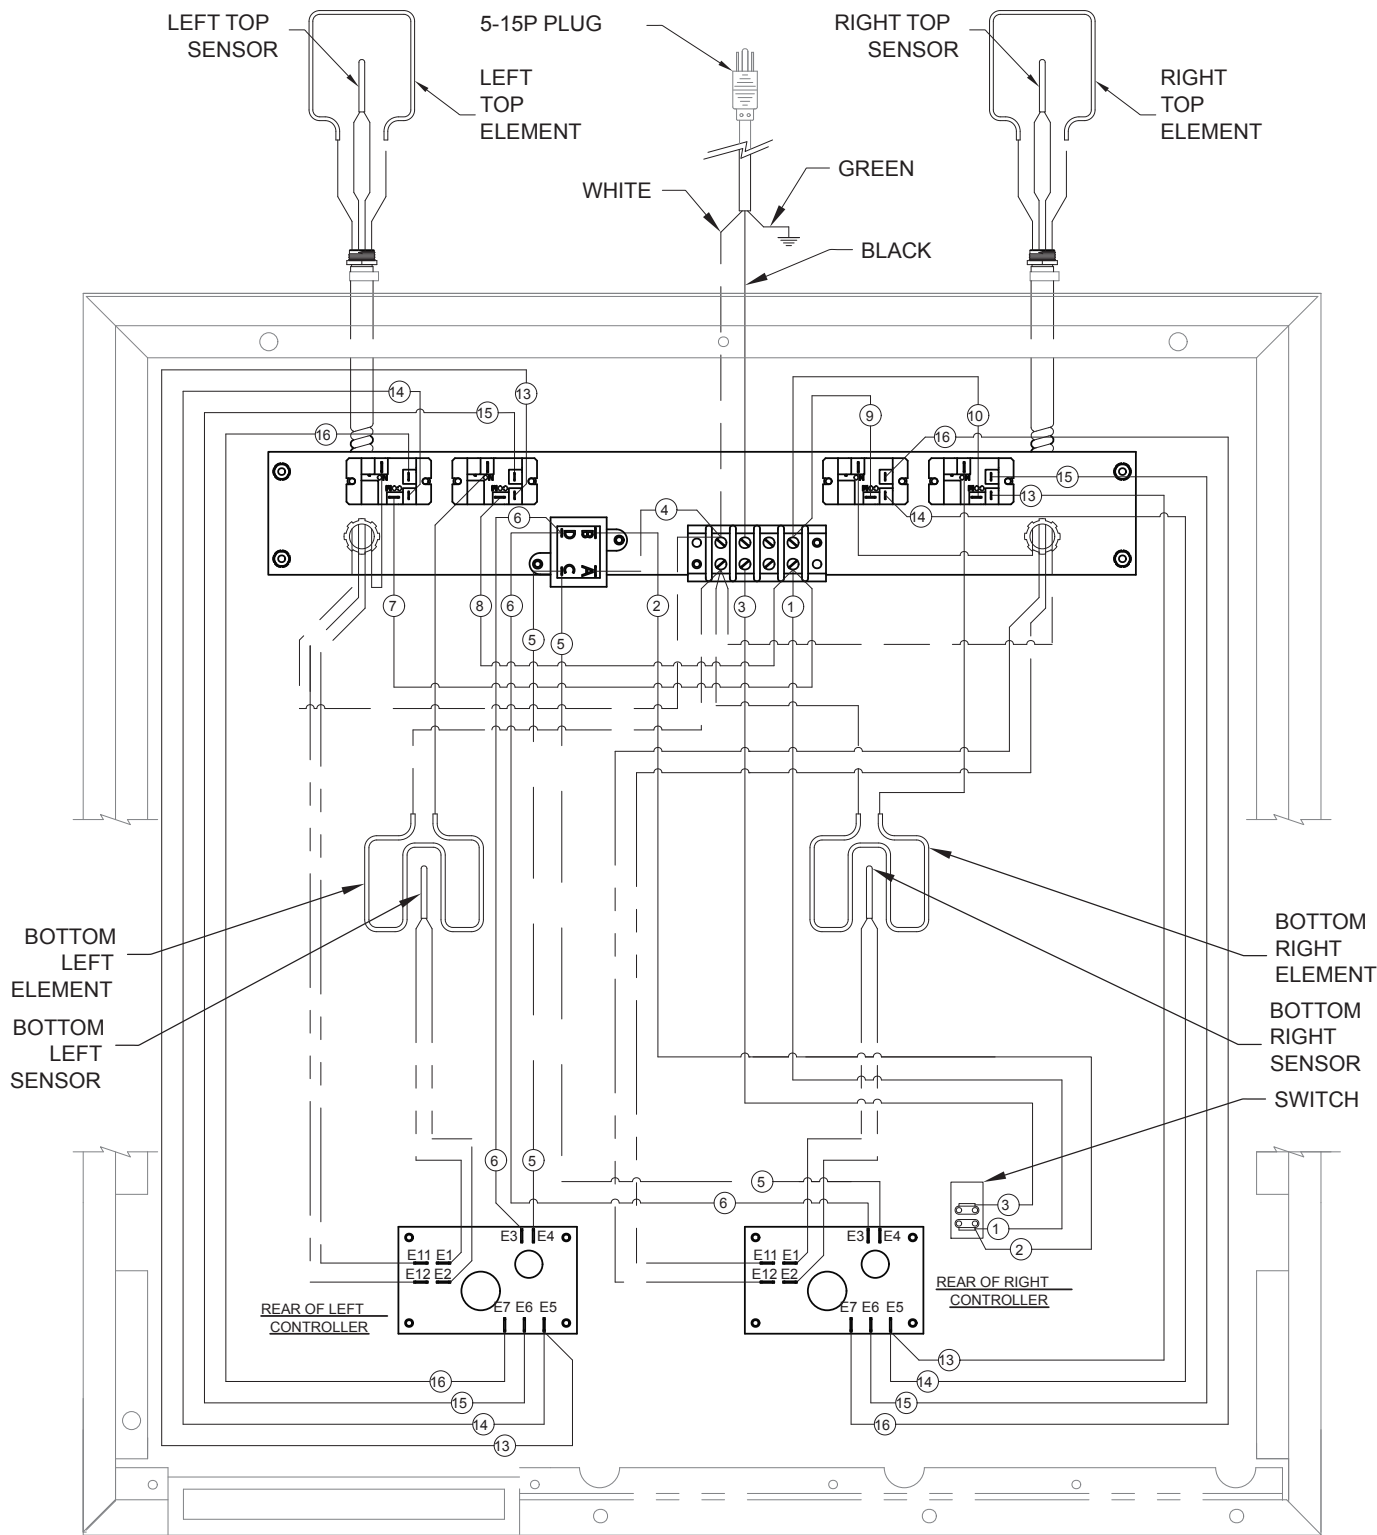 LEFT TOP
SENSOR
5-15P PLUG
RIGHT TOP
SENSOR
LEFT
TOP
ELEMENT
RIGHT
TOP
ELEMENT
WHITE
GREEN
BLACK
14
13
15
16
9
10
16
15
13
14
6
4
D
B
C
A
7
8
6
2
3
1
5
5
BOTTOM
LEFT
ELEMENT
BOTTOM
LEFT
SENSOR
BOTTOM
RIGHT
ELEMENT
BOTTOM
RIGHT
SENSOR
SWITCH
6
5
5
6
3
1
2
E3 E4
E11 E1
E12 E2
E7 E6 E5
REAR OF LEFT
CONTROLLER
E3 E4
E11 E1
E12 E2
E7 E6 E5
REAR OF RIGHT
CONTROLLER
16
15
14
13
13
14
15
16